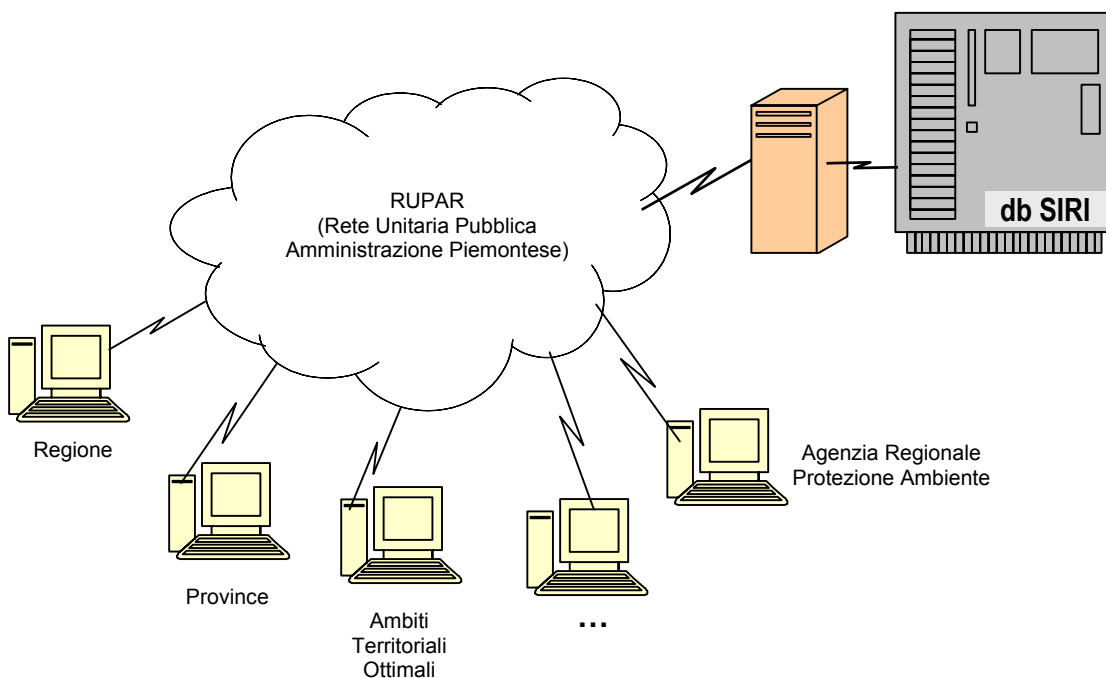 RUPAR
(Rete Unitaria Pubblica
Amministrazione Piemontese)
db SIRI
Regione
Province
Ambiti
Territoriali
Ottimali
...
Agenzia Regionale
Protezione Ambiente